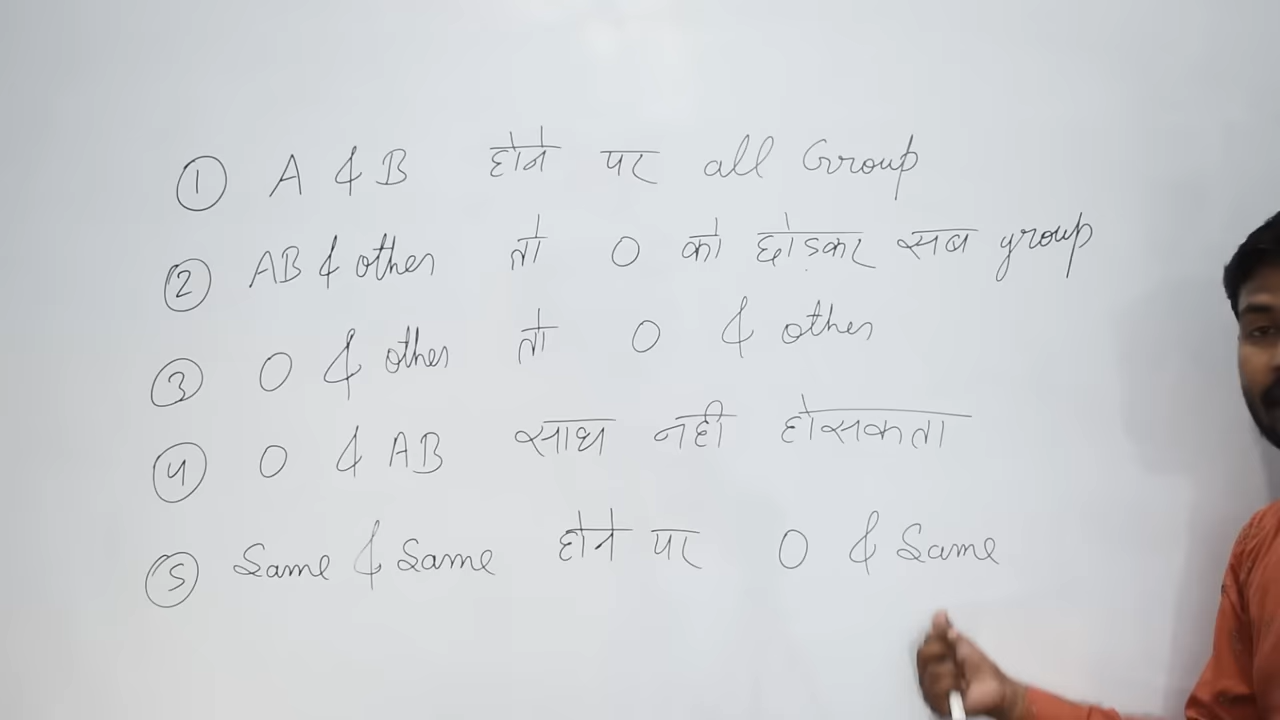 ① A & B होने पर all Group
② AB & other तो O को छोडकर सब group
③ O & other तो O & other
④ O & AB साथ नही होसकता
⑤ Same & Same होने पर O & Same